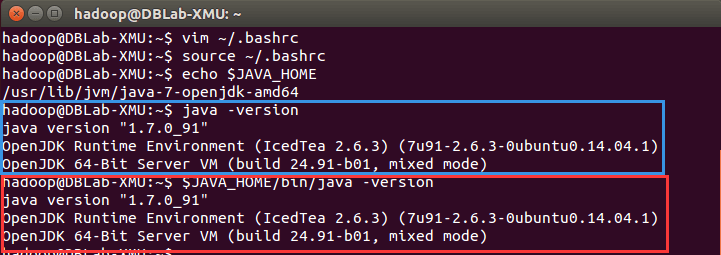 hadoop@DBLab-XMU: ~
hadoop@DBLab-XMU:~$ vim ~/.bashrc
hadoop@DBLab-XMU:~$ source ~/.bashrc
hadoop@DBLab-XMU:~$ echo $JAVA_HOME
/usr/lib/jvm/java-7-openjdk-amd64
hadoop@DBLab-XMU:~$ java -version
java version "1.7.0_91"
OpenJDK Runtime Environment (IcedTea 2.6.3) (7u91-2.6.3-0ubuntu0.14.04.1)
OpenJDK 64-Bit Server VM (build 24.91-b01, mixed mode)
hadoop@DBLab-XMU:~$ $JAVA_HOME/bin/java -version
java version "1.7.0_91"
OpenJDK Runtime Environment (IcedTea 2.6.3) (7u91-2.6.3-0ubuntu0.14.04.1)
OpenJDK 64-Bit Server VM (build 24.91-b01, mixed mode)
hadoop@DBLab-XMU:~$